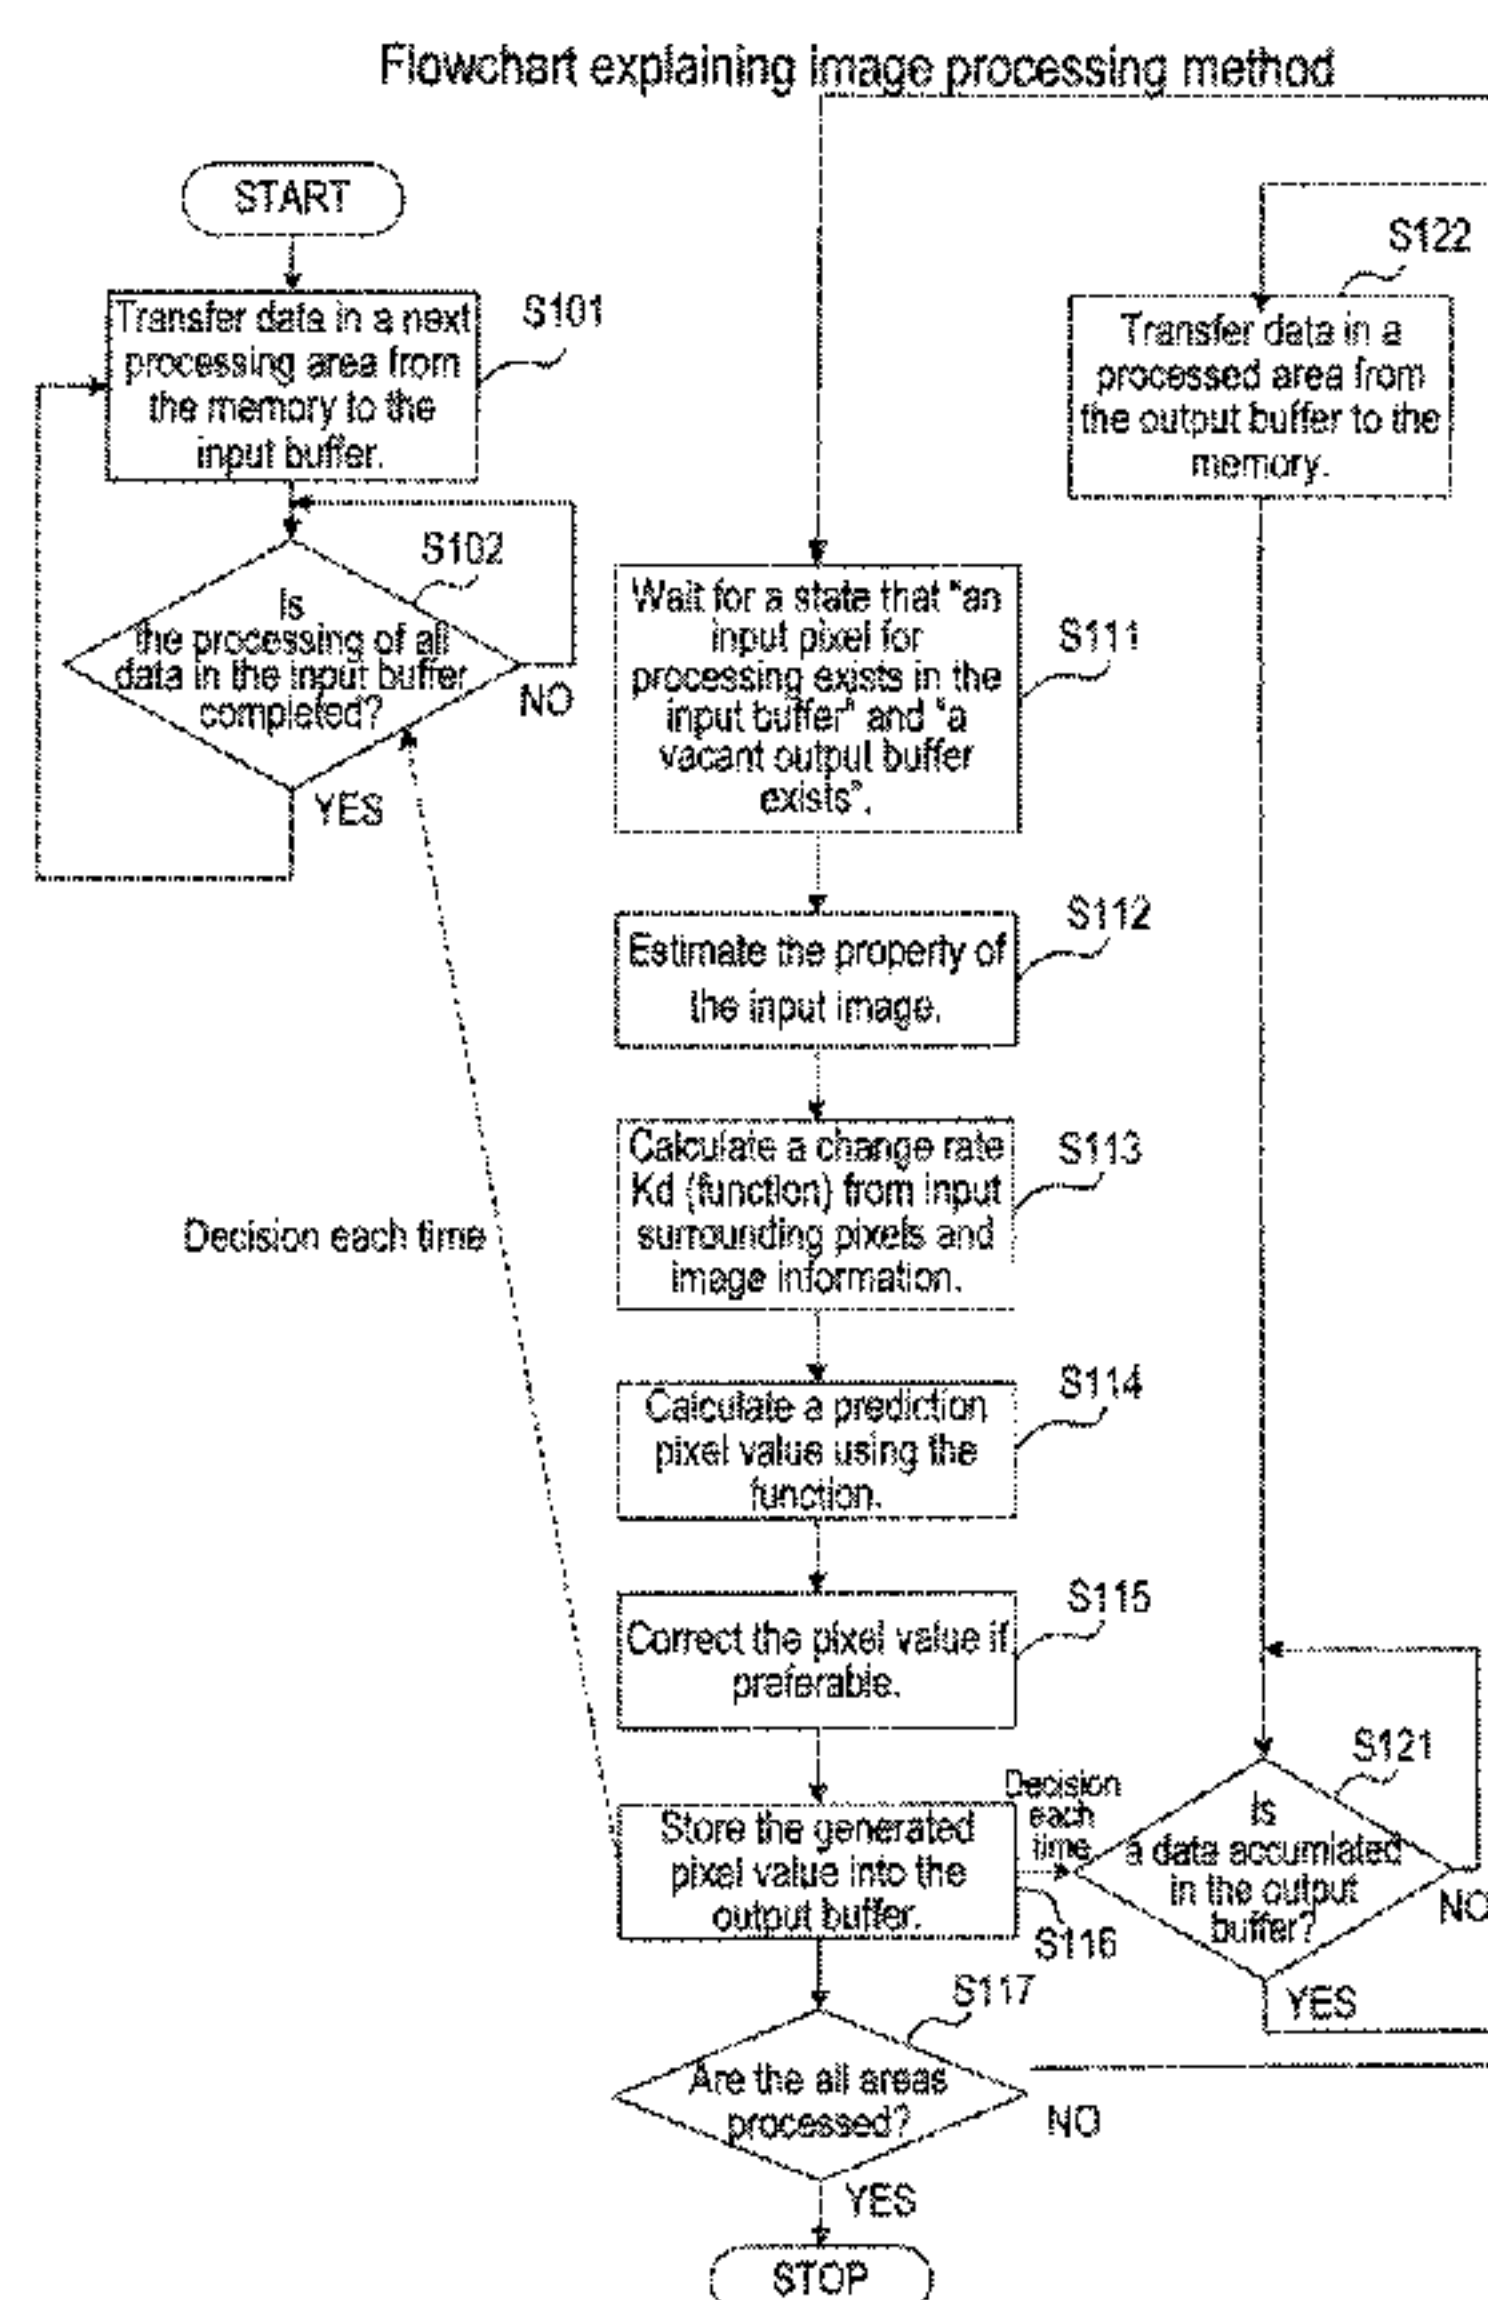 Flowchart explaining image processing method
START
S101
Transfer data in a next
processing area from
the memory to the
input buffer.
S102
Is
the processing of all
data in the input buffer
completed?
NO
YES
Decision each time
Wait for a state that "an
input pixel for
processing exists in the
input buffer" and "a
vacant output buffer
exists".
S111
S112
Estimate the property of
the input image.
S113
Calculate a change rate
Kd (function) from input
surrounding pixels and
image information.
S114
Calculate a prediction
pixel value using the
function.
S115
Correct the pixel value if
preferable.
Store the generated
pixel value into the
output buffer.
S116
S117
Are the all areas
processed?
NO
YES
STOP
S122
Transfer data in a
processed area from
the output buffer to the
memory.
Decision
each
time
S121
Is
a data accumlated
in the output
buffer?
NO
YES